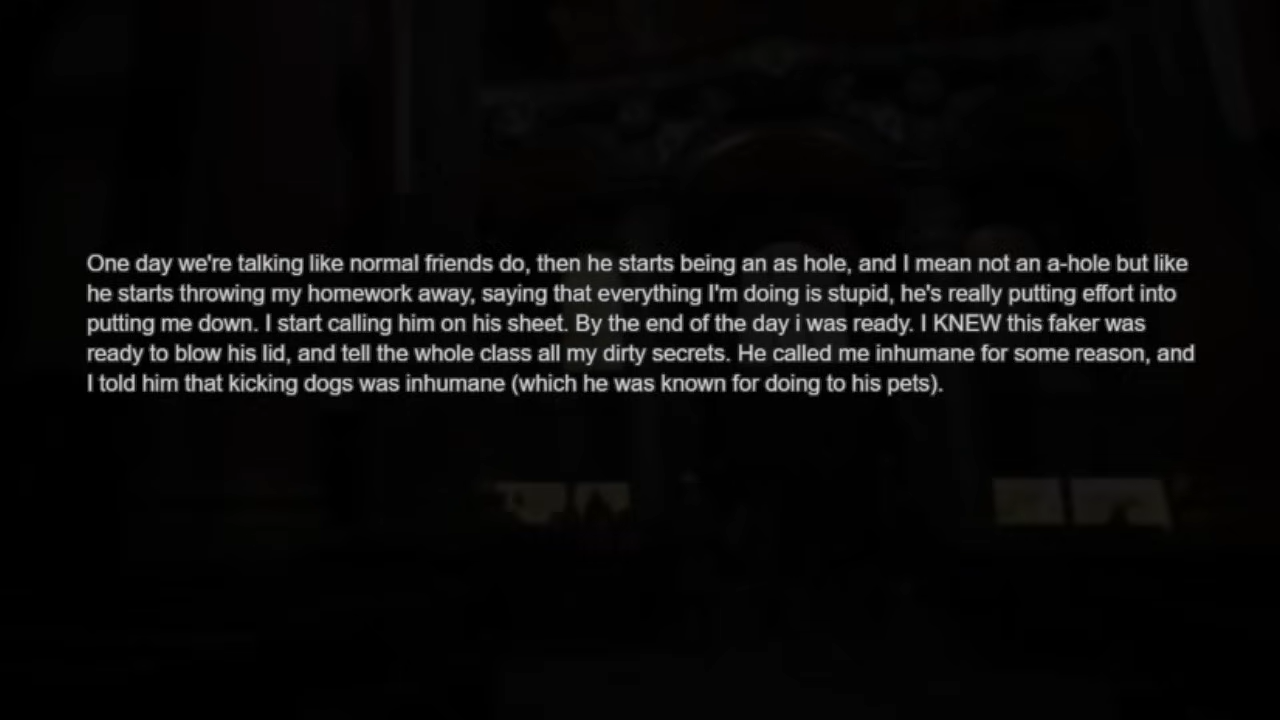 One day we're talking like normal friends do, then he starts being an as hole, and I mean not an a-hole but like
he starts throwing my homework away, saying that everything I'm doing is stupid, he's really putting effort into
putting me down. I start calling him on his sheet. By the end of the day i was ready. I KNEW this faker was
ready to blow his lid, and tell the whole class all my dirty secrets. He called me inhumane for some reason, and
I told him that kicking dogs was inhumane (which he was known for doing to his pets).